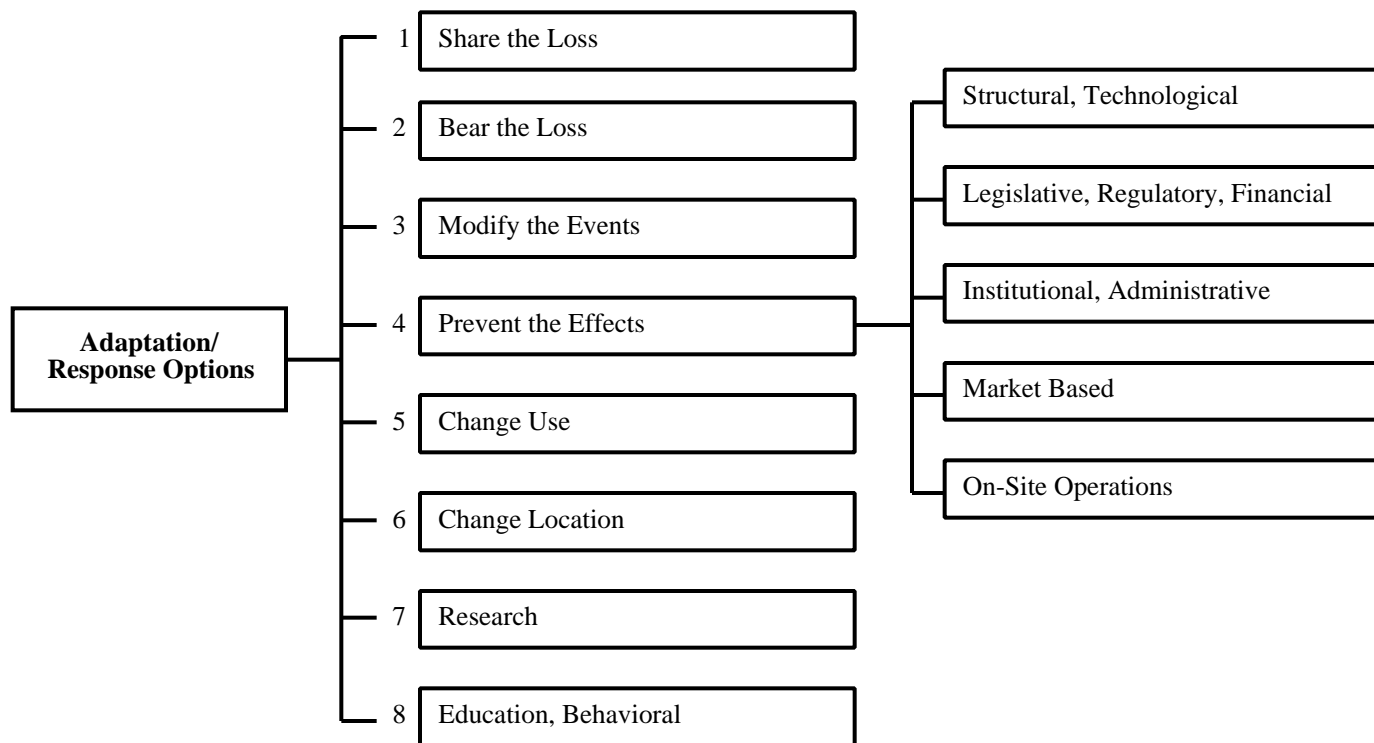 1 Share the Loss
2 Bear the Loss
3 Modify the Events
4 Prevent the Effects
5 Change Use
6 Change Location
7 Research
8 Education, Behavioral
Adaptation/
Response Options
Structural, Technological
Legislative, Regulatory, Financial
Institutional, Administrative
Market Based
On-Site Operations